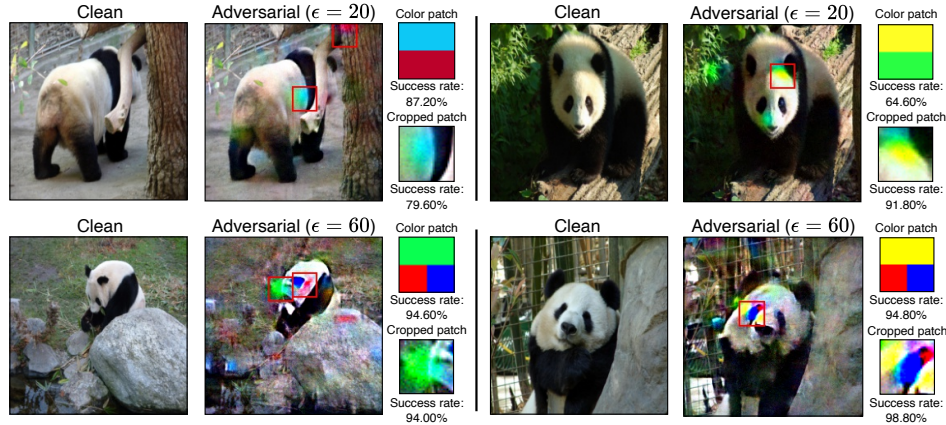 Clean
Adversarial (ϵ = 20)
Color patch
Success rate:
87.20%
Cropped patch
Success rate:
79.60%
Clean
Adversarial (ϵ = 20)
Color patch
Success rate:
64.60%
Cropped patch
Success rate:
91.80%
Clean
Adversarial (ϵ = 60)
Color patch
Success rate:
94.60%
Cropped patch
Success rate:
94.00%
Clean
Adversarial (ϵ = 60)
Color patch
Success rate:
94.80%
Cropped patch
Success rate:
98.80%